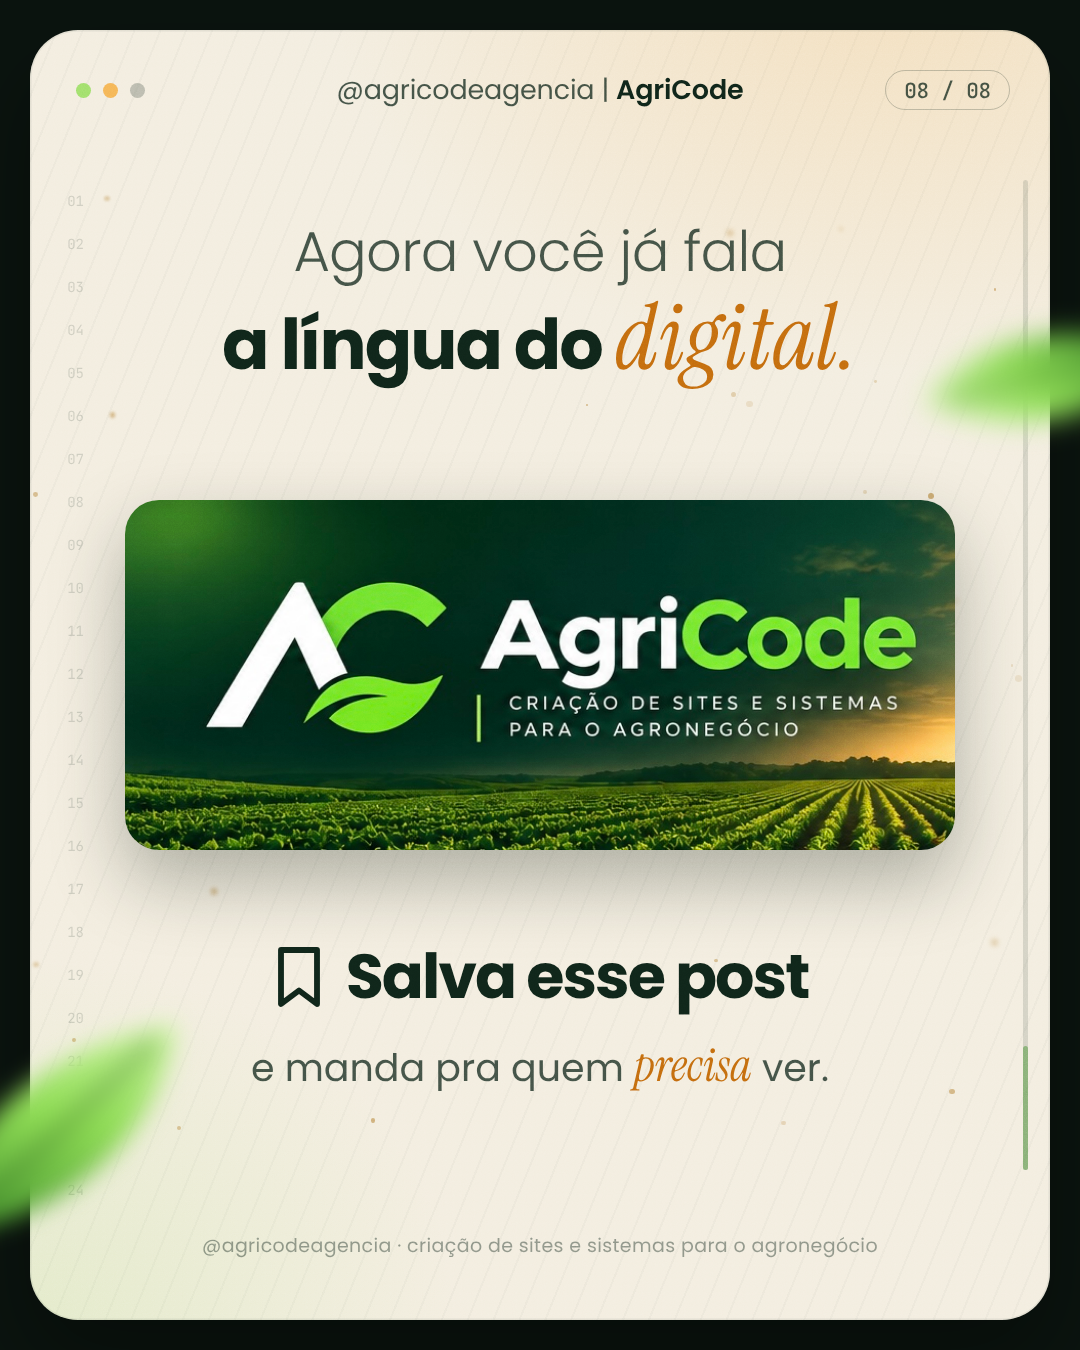 @agricodeagencia | AgriCode
08 / 08
Agora você já fala
a língua do digital.
01
02
03
04
05
06
07
08
09
10
11
12
13
14
15
16
17
18
19
20
21
24
AC
AgriCode
CRIAÇÃO DE SITES E SISTEMAS
PARA O AGRONEGÓCIO
Salva esse post
e manda pra quem precisa ver.
@agricodeagencia · criação de sites e sistemas para o agronegócio